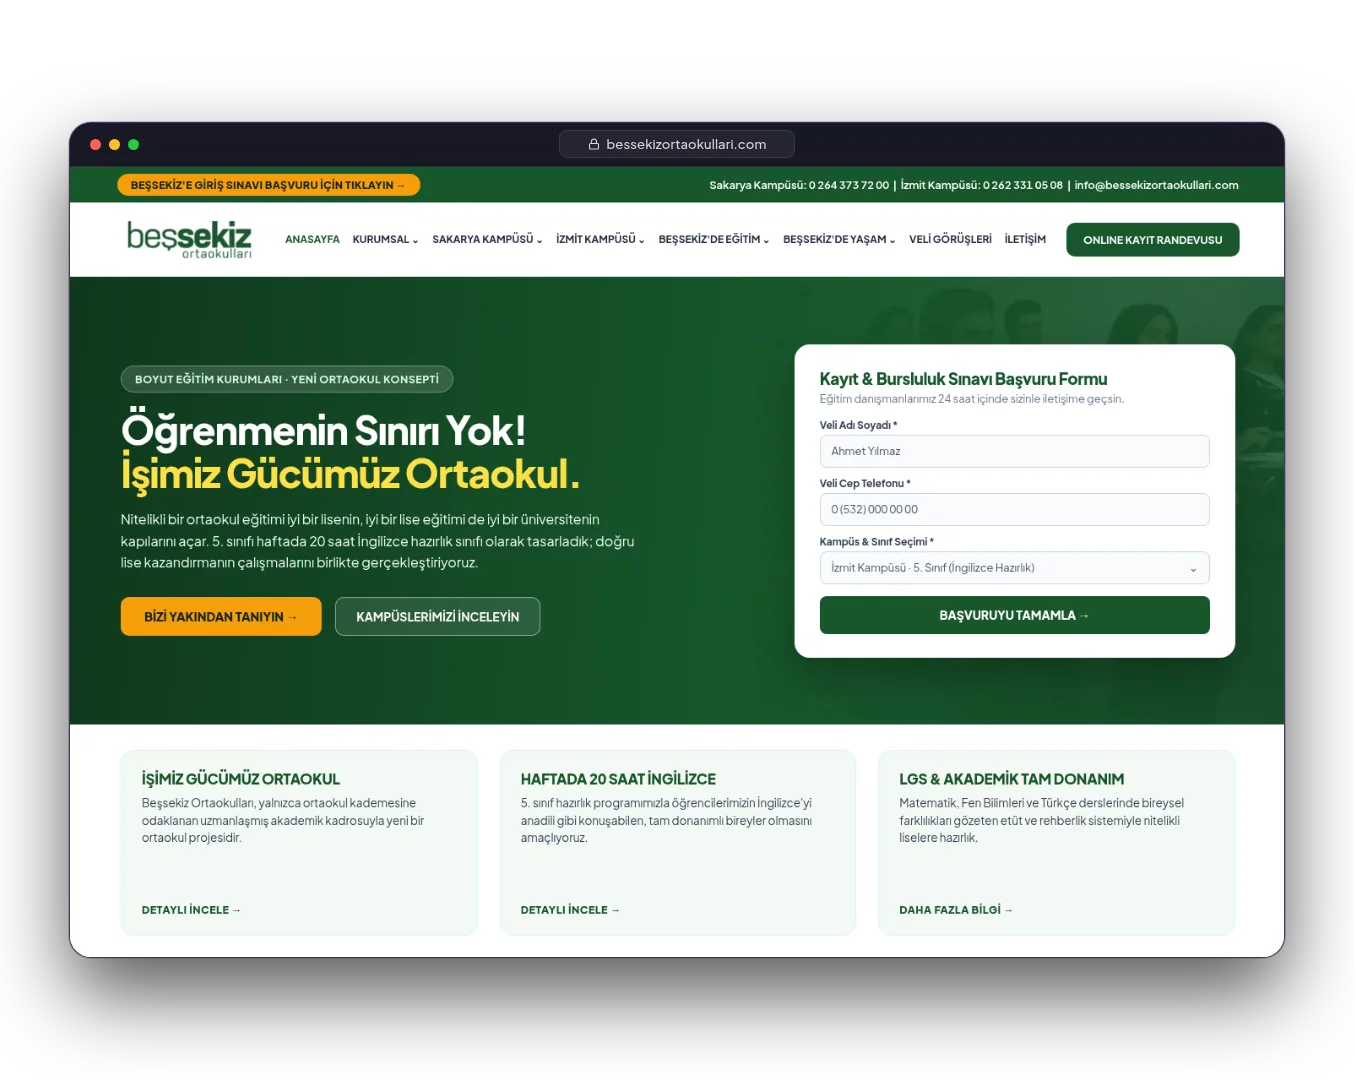 bessekizortaokullari.com
BEŞSEKİZ'E GİRİŞ SINAVI BAŞVURU İÇİN TIKLAYIN →
Sakarya Kampüsü: 0 264 373 72 00 | İzmit Kampüsü: 0 262 331 05 08 | info@bessekizortaokullari.com
beşsekiz
ortaokulları
ANASAYFA KURUMSAL SAKARYA KAMPÜSÜ İZMİT KAMPÜSÜ BEŞSEKİZ'DE EĞİTİM BEŞSEKİZ'DE YAŞAM VELİ GÖRÜŞLERİ İLETİŞİM ONLINE KAYIT RANDEVUSU
BOYUT EĞİTİM KURUMLARI · YENİ ORTAOKUL KONSEPTİ
Öğrenmenin Sınırı Yok!
İşimiz Gücümüz Ortaokul.
Nitelikli bir ortaokul eğitimi iyi bir lisenin, iyi bir lise eğitimi de iyi bir üniversitenin
kapılarını açar. 5. sınıfı haftada 20 saat İngilizce hazırlık sınıfı olarak tasarladık; doğru
lise kazandırmanın çalışmalarını birlikte gerçekleştiriyoruz.
BİZİ YAKINDAN TANIYIN →
KAMPÜSLERİMİZİ İNCELEYİN
Kayıt & Bursluluk Sınavı Başvuru Formu
Eğitim danışmanlarımız 24 saat içinde sizinle iletişime geçsin.
Veli Adı Soyadı *
Ahmet Yılmaz
Veli Cep Telefonu *
0 (532) 000 00 00
Kampüs & Sınıf Seçimi *
İzmit Kampüsü · 5. Sınıf (İngilizce Hazırlık)
BAŞVURUYU TAMAMLA →
İŞİMİZ GÜCÜMÜZ ORTAOKUL
Beşsekiz Ortaokulları, yalnızca ortaokul kademesine
odaklanan uzmanlaşmış akademik kadrosuyla yeni bir
ortaokul projesidir.
DETAYLI İNCELE →
HAFTADA 20 SAAT İNGİLİZCE
5. sınıf hazırlık programımızla öğrencilerimizin İngilizce'yi
anadili gibi konuşabilen, tam donanımlı bireyler olmasını
amaçlıyoruz.
DETAYLI İNCELE →
LGS & AKADEMİK TAM DONANIM
Matematik, Fen Bilimleri ve Türkçe derslerinde bireysel
farklılıkları gözeten etüt ve rehberlik sistemiyle nitelikli
liselere hazırlık.
DAHA FAZLA BİLGİ →